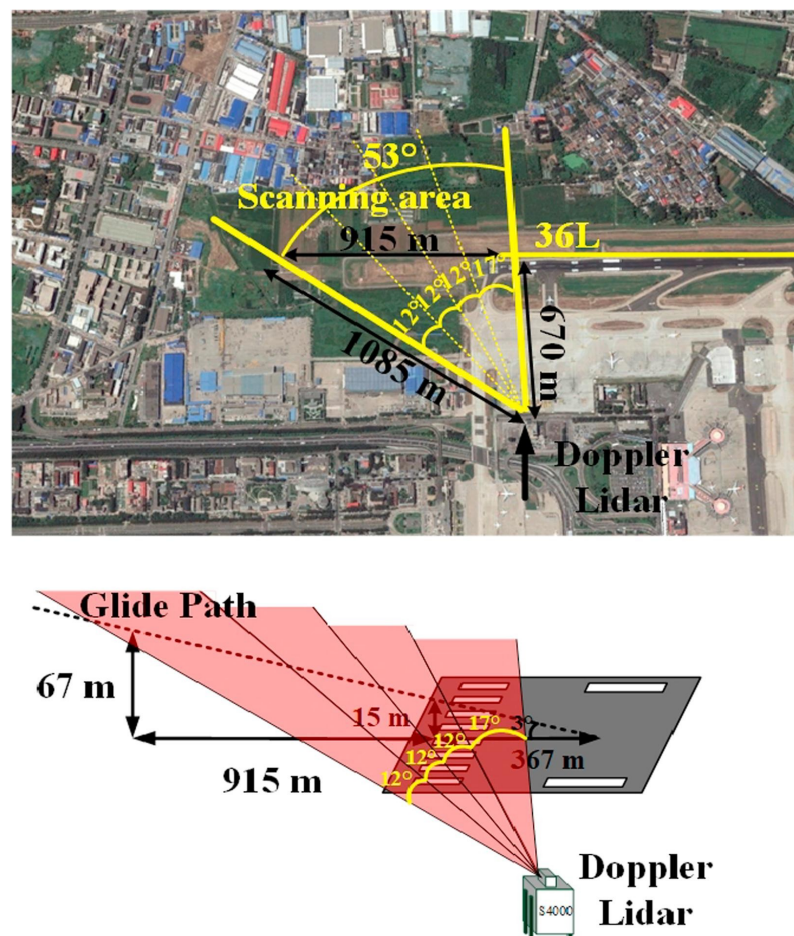 53°
Scanning area
915 m
36L
12°
12°
12°
17°
670 m
1085 m
Doppler
Lidar
Glide Path
67 m
15 m
17°
3°
12°
12°
12°
367 m
915 m
Doppler
Lidar
S4000